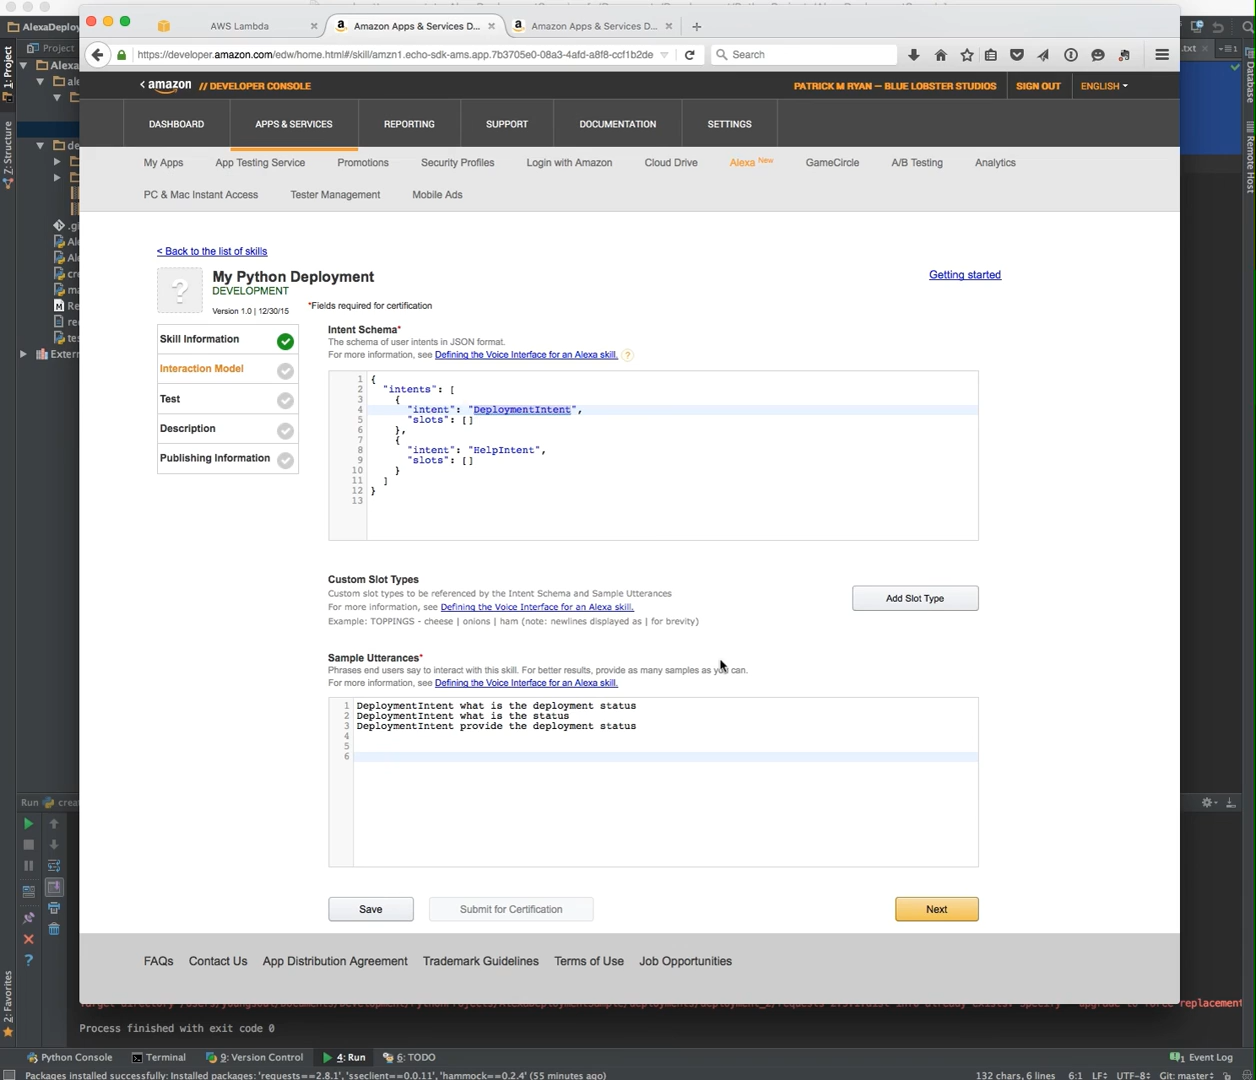 AWS Lambda
Amazon Apps & Services D...
Amazon Apps & Services D...
https://developer.amazon.com/edw/home.html#/skill/amzn1.echo-sdk-ams.app.7b3705e0-08a3-4afd-a8f8-ccf1b2de
Search
< amazon // DEVELOPER CONSOLE
PATRICK M RYAN — BLUE LOBSTER STUDIOS
SIGN OUT
ENGLISH
DASHBOARD
APPS & SERVICES
REPORTING
SUPPORT
DOCUMENTATION
SETTINGS
My Apps
App Testing Service
Promotions
Security Profiles
Login with Amazon
Cloud Drive
Alexa New
GameCircle
A/B Testing
Analytics
PC & Mac Instant Access
Tester Management
Mobile Ads
< Back to the list of skills
My Python Deployment
DEVELOPMENT
Version 1.0 | 12/30/15
*Fields required for certification
Getting started
Skill Information
Interaction Model
Test
Description
Publishing Information
Intent Schema*
The schema of user intents in JSON format.
For more information, see Defining the Voice Interface for an Alexa skill. ?
1 {
2 "intents": [
3 {
4 "intent": "DeploymentIntent",
5 "slots": []
6 },
7 {
8 "intent": "HelpIntent",
9 "slots": []
10 }
11 ]
12 }
13
Custom Slot Types
Custom slot types to be referenced by the Intent Schema and Sample Utterances
For more information, see Defining the Voice Interface for an Alexa skill.
Example: TOPPINGS - cheese | onions | ham (note: newlines displayed as | for brevity)
Add Slot Type
Sample Utterances*
Phrases end users say to interact with this skill. For better results, provide as many samples as you can.
For more information, see Defining the Voice Interface for an Alexa skill.
1 DeploymentIntent what is the deployment status
2 DeploymentIntent what is the status
3 DeploymentIntent provide the deployment status
4
5
6
Save
Submit for Certification
Next
FAQs
Contact Us
App Distribution Agreement
Trademark Guidelines
Terms of Use
Job Opportunities
AlexaDeploy
Project
1: Project
Z: Structure
2: Favorites
Database
Remote Host
Run
replacement
Process finished with exit code 0
Python Console
Terminal
9: Version Control
4: Run
6: TODO
1 Event Log
Packages installed successfully: Installed packages: 'requests==2.8.1', 'sseclient==0.0.11', 'hammock==0.2.4' (55 minutes ago)
132 chars, 6 lines
6:1
LF
UTF-8
Git: master